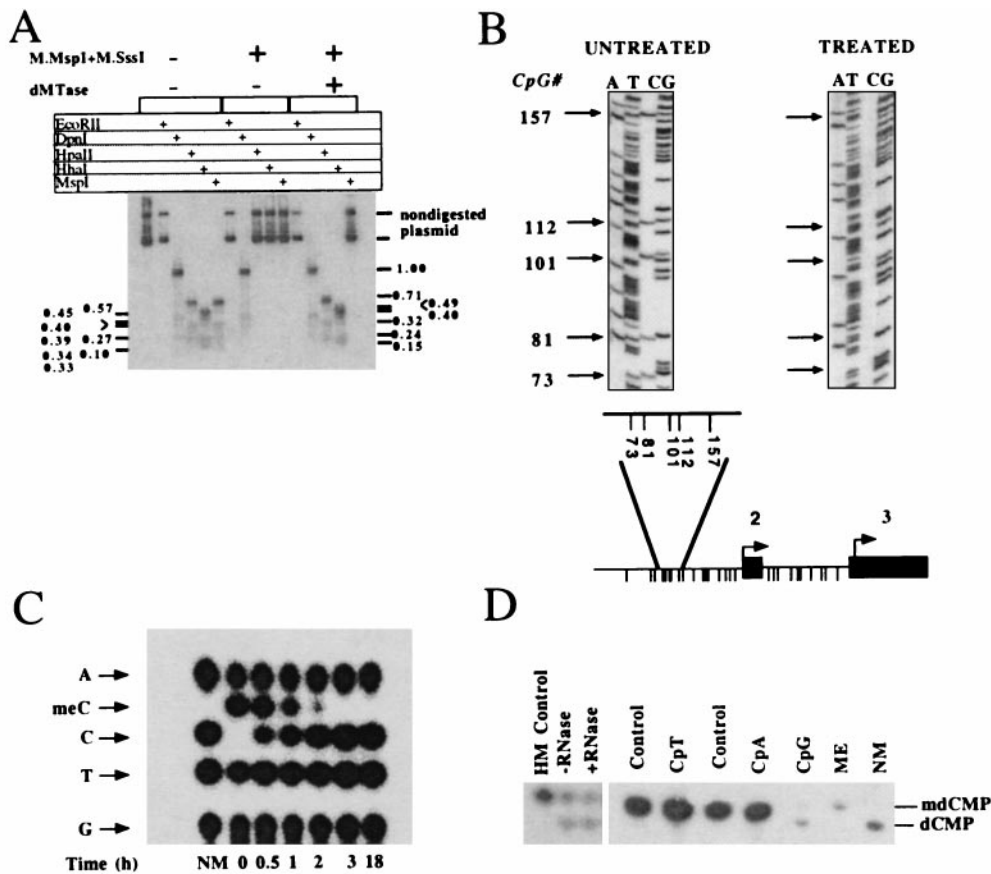 A
M.MspI+M.SssI - + +
dMTase - - +
EcoRII + + +
DpnI + + +
HpaII + + +
HhaI + + +
MspI + + +
nondigested
plasmid
1.00
0.71
<0.49
0.40
0.32
0.24
0.15
0.45 0.57
0.40 >
0.39 0.27
0.34 0.10
0.33
B
UNTREATED TREATED
CpG# A T CG AT CG
157
112
101
81
73
73 81 101 112 157
2 3
C
A
meC
C
T
G
Time (h) NM 0 0.5 1 2 3 18
D
HM Control
-RNase
+RNase
Control
CpT
Control
CpA
CpG
ME
NM
mdCMP
dCMP